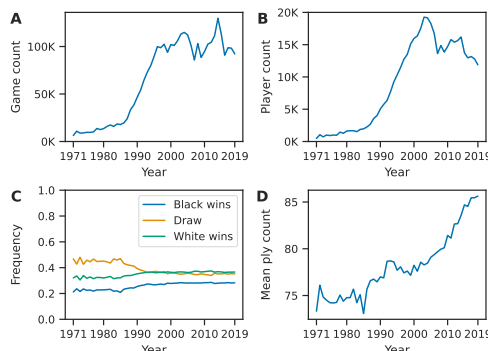 A
Game count
100K
50K
0K
1971 1980 1990 2000 2010 2019
Year
B
Player count
20K
15K
10K
5K
0K
1971 1980 1990 2000 2010 2019
Year
C
Frequency
1.0
0.8
0.6
0.4
0.2
0.0
Black wins
Draw
White wins
1971 1980 1990 2000 2010 2019
Year
D
Mean ply count
85
80
75
1971 1980 1990 2000 2010 2019
Year